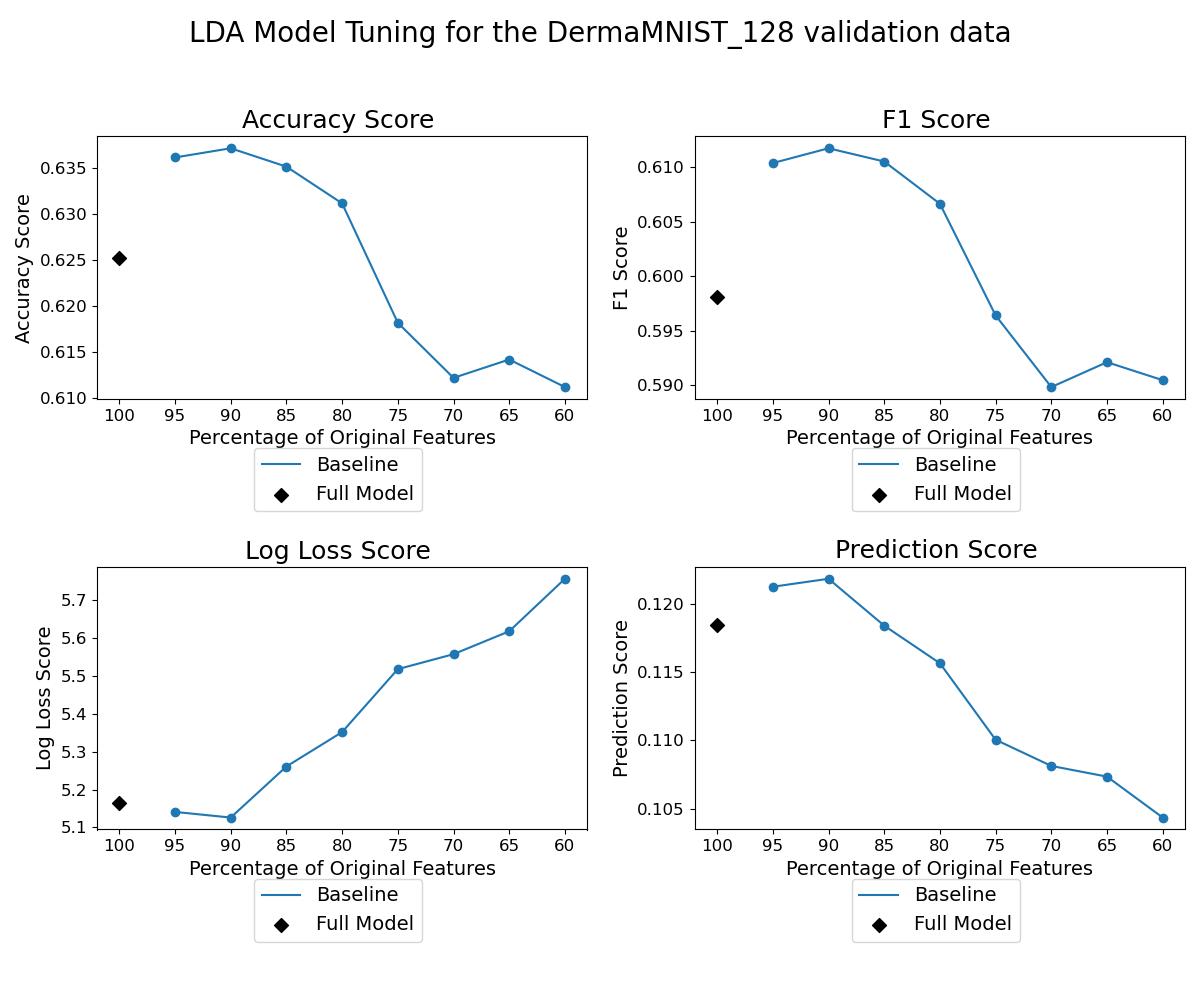 LDA Model Tuning for the DermaMNIST_128 validation data
Accuracy Score
Accuracy Score
0.635
0.630
0.625
0.620
0.615
0.610
100 95 90 85 80 75 70 65 60
Percentage of Original Features
Baseline
Full Model
F1 Score
F1 Score
0.610
0.605
0.600
0.595
0.590
100 95 90 85 80 75 70 65 60
Percentage of Original Features
Baseline
Full Model
Log Loss Score
Log Loss Score
5.7
5.6
5.5
5.4
5.3
5.2
5.1
100 95 90 85 80 75 70 65 60
Percentage of Original Features
Baseline
Full Model
Prediction Score
Prediction Score
0.120
0.115
0.110
0.105
100 95 90 85 80 75 70 65 60
Percentage of Original Features
Baseline
Full Model